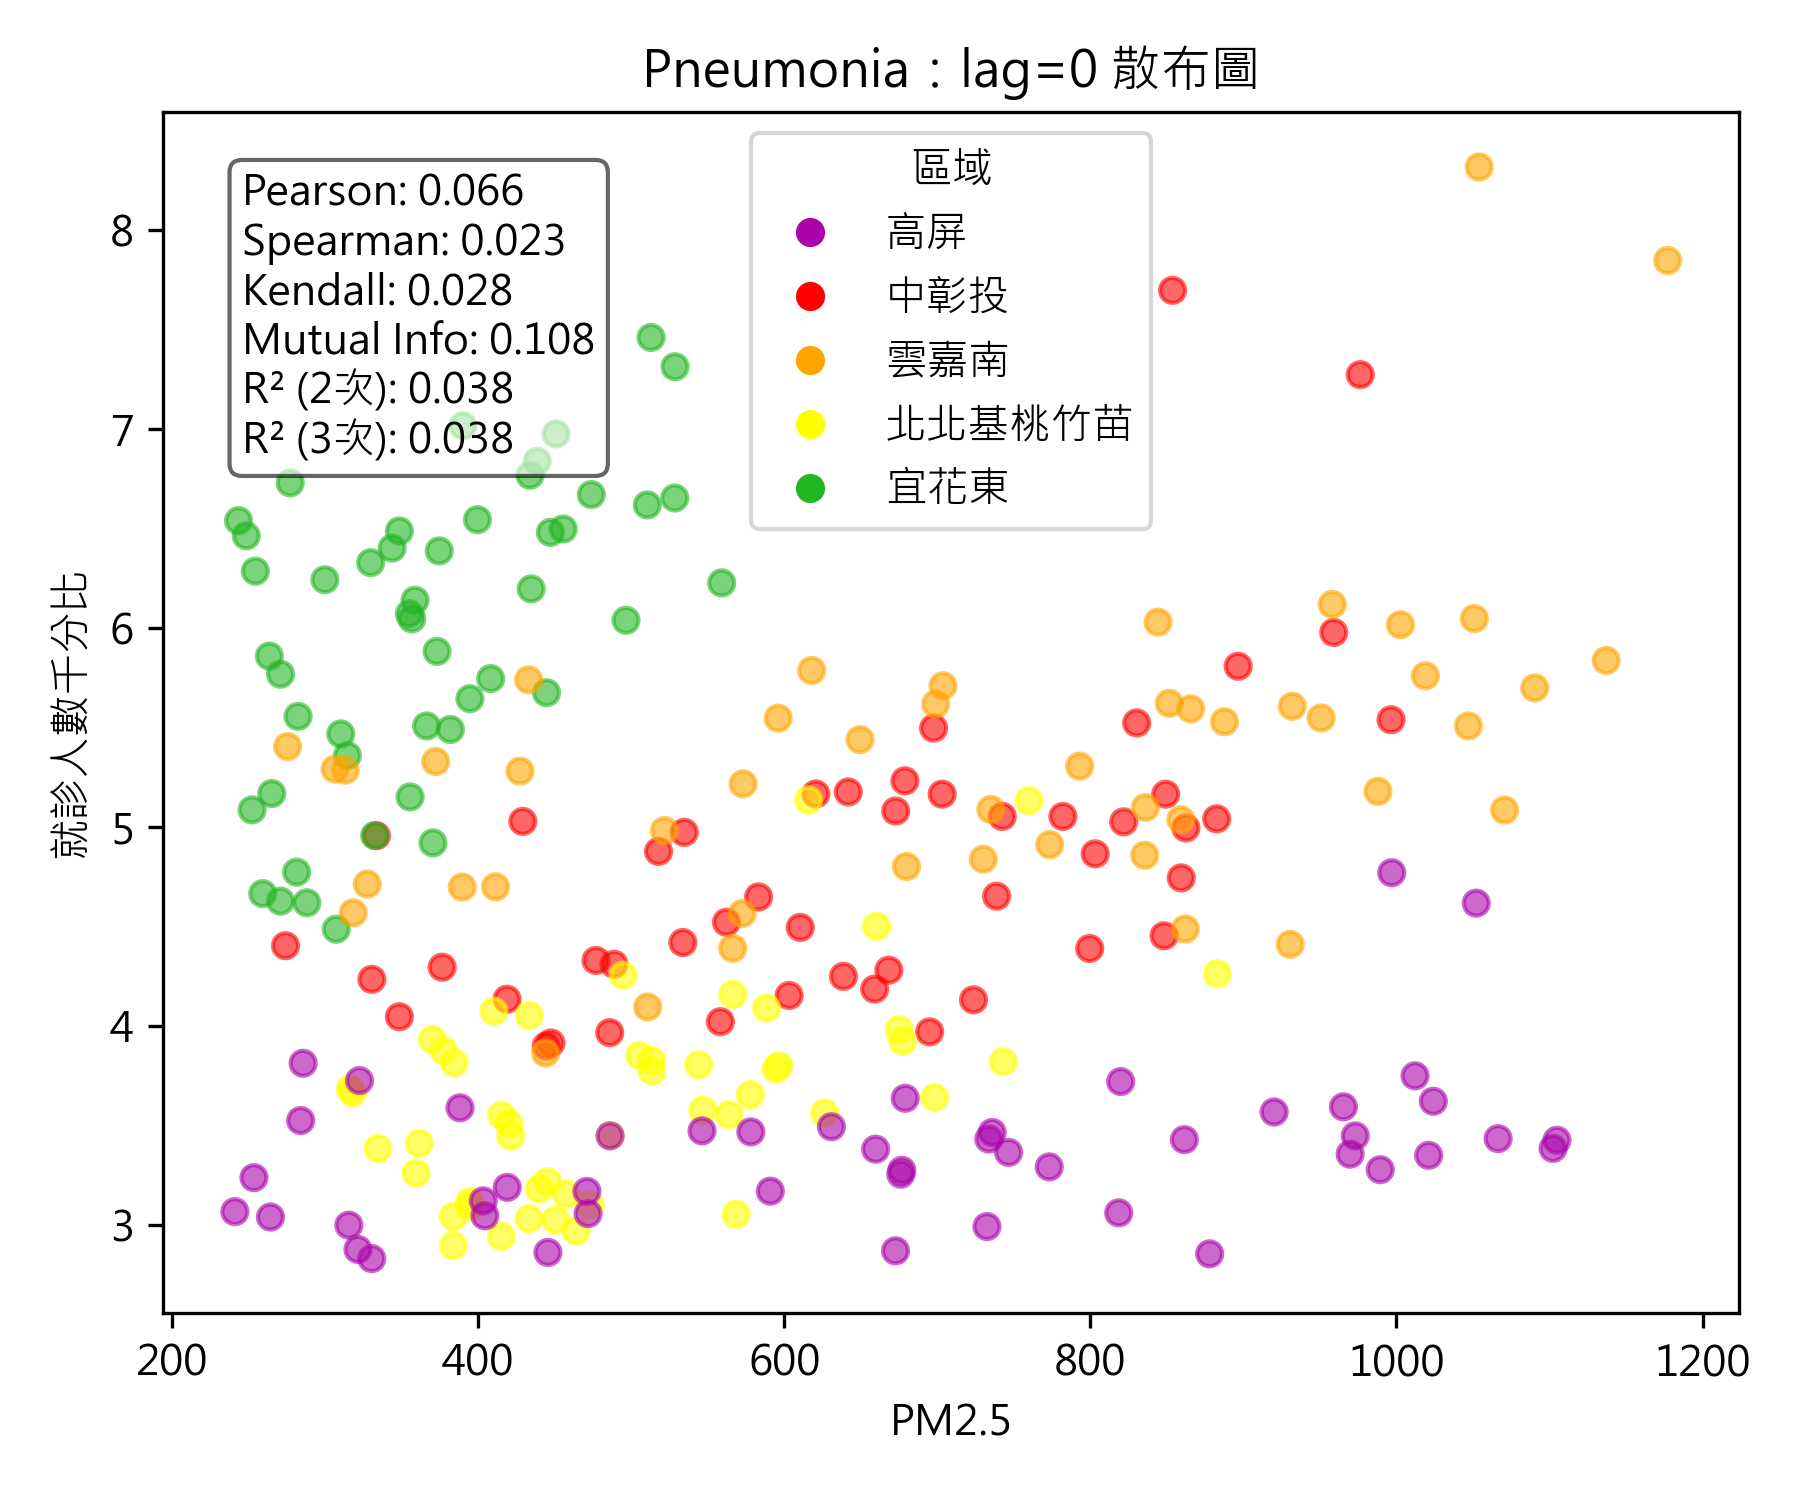 Pneumonia：lag=0 散布圖
Pearson: 0.066
Spearman: 0.023
Kendall: 0.028
Mutual Info: 0.108
R² (2次): 0.038
R² (3次): 0.038
區域
高屏
中彰投
雲嘉南
北北基桃竹苗
宜花東
就診人數千分比
8
7
6
5
4
3
200 400 600 800 1000 1200
PM2.5